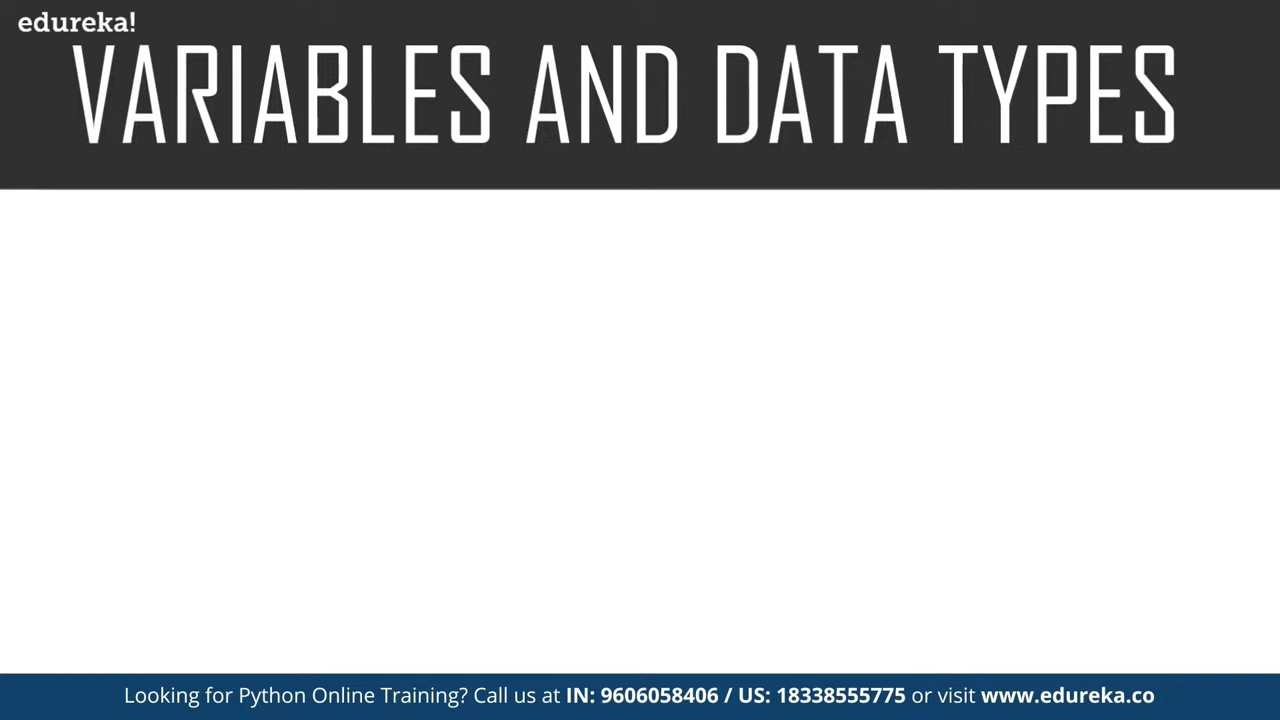 edureka!
VARIABLES AND DATA TYPES
Looking for Python Online Training? Call us at IN: 9606058406 / US: 18338555775 or visit www.edureka.co